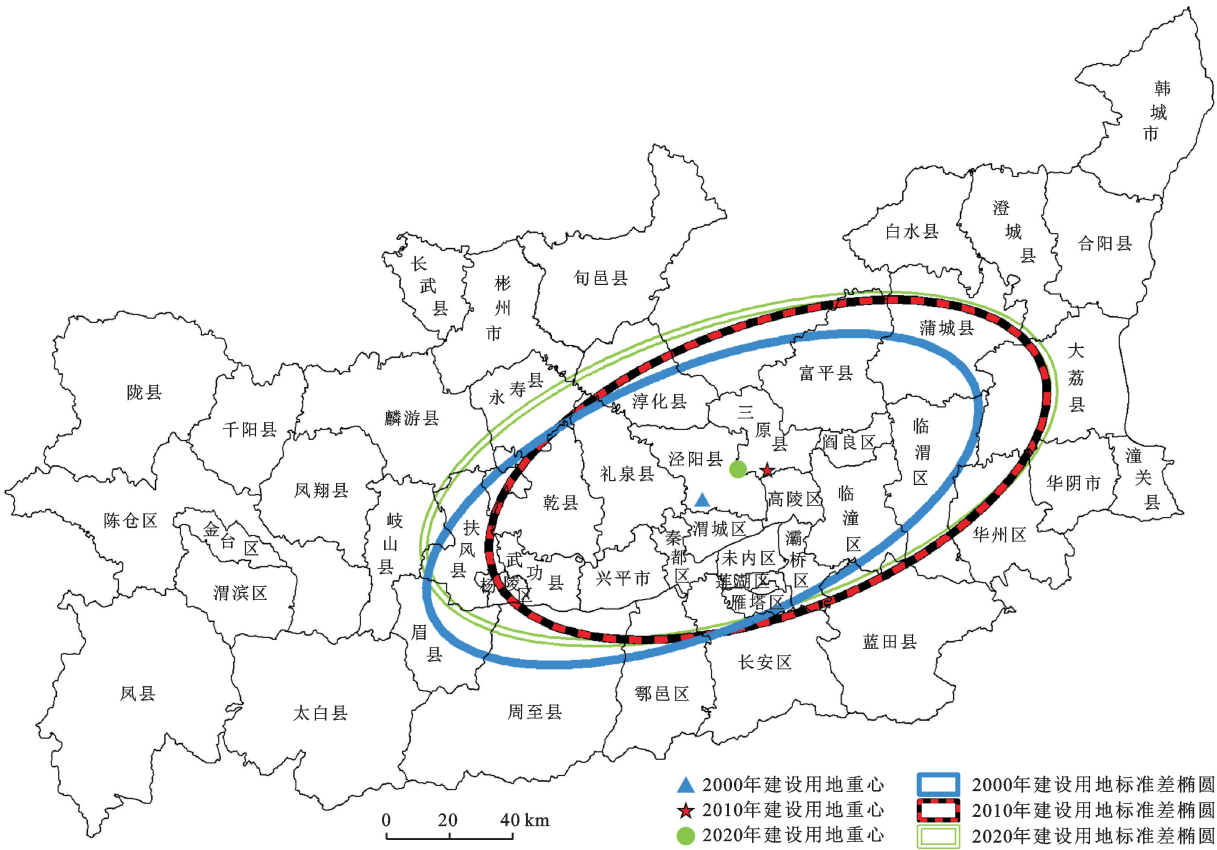 韩城市
澄城县
白水县
合阳县
长武县
彬州市
旬邑县
蒲城县
大荔县
陇县
永寿县
富平县
麟游县
淳化县
三原县
千阳县
临渭区
阎良区
泾阳县
礼泉县
潼关县
华阴市
凤翔县
乾县
高陵区
临潼区
陈仓区
金台区
岐山县
扶风县
渭城区
秦都区
灞桥区
华州区
未内区
武功县
兴平市
杨陵区
莲湖区
雁塔区
渭滨区
眉县
蓝田县
长安区
凤县
太白县
周至县
鄠邑区
2000年建设用地重心
2000年建设用地标准差椭圆
2010年建设用地重心
2010年建设用地标准差椭圆
2020年建设用地重心
2020年建设用地标准差椭圆
0 20 40 km